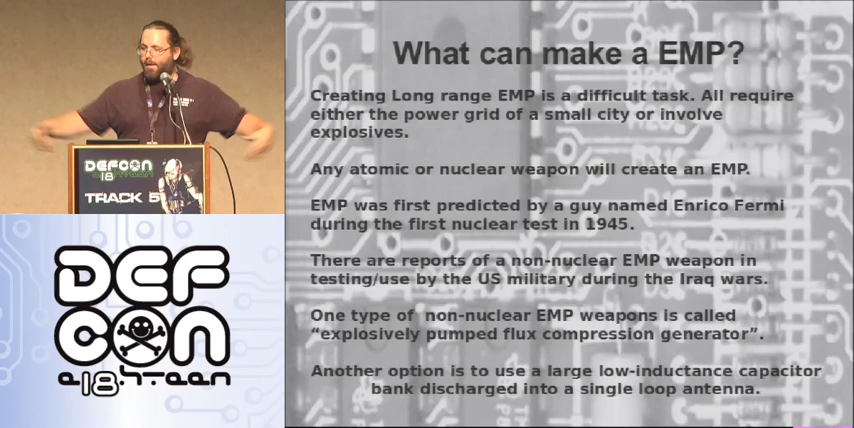 DEFCON
18
TRACK 5
DEF
CON
e18hteen
What can make a EMP?
Creating Long range EMP is a difficult task. All require
either the power grid of a small city or involve
explosives.
Any atomic or nuclear weapon will create an EMP.
EMP was first predicted by a guy named Enrico Fermi
during the first nuclear test in 1945.
There are reports of a non-nuclear EMP weapon in
testing/use by the US military during the Iraq wars.
One type of non-nuclear EMP weapons is called
“explosively pumped flux compression generator”.
Another option is to use a large low-inductance capacitor
bank discharged into a single loop antenna.